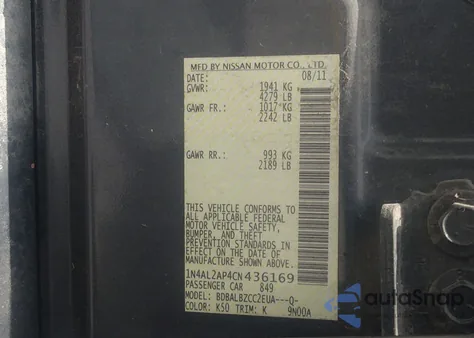 MFD BY NISSAN MOTOR CO., LTD.
DATE: 08/11
GVWR: 1941 KG
4279 LB
GAWR FR.: 1017 KG
2242 LB
GAWR RR.: 993 KG
2189 LB
THIS VEHICLE CONFORMS TO
ALL APPLICABLE FEDERAL
MOTOR VEHICLE SAFETY,
BUMPER, AND THEFT
PREVENTION STANDARDS IN
EFFECT ON THE DATE OF
MANUFACTURE SHOWN ABOVE.
1N4AL2AP4CN436169
PASSENGER CAR 849
MODEL: BDBALBZCC2EUA---Q-
COLOR: K50 TRIM: K 9N00A
autoSnap